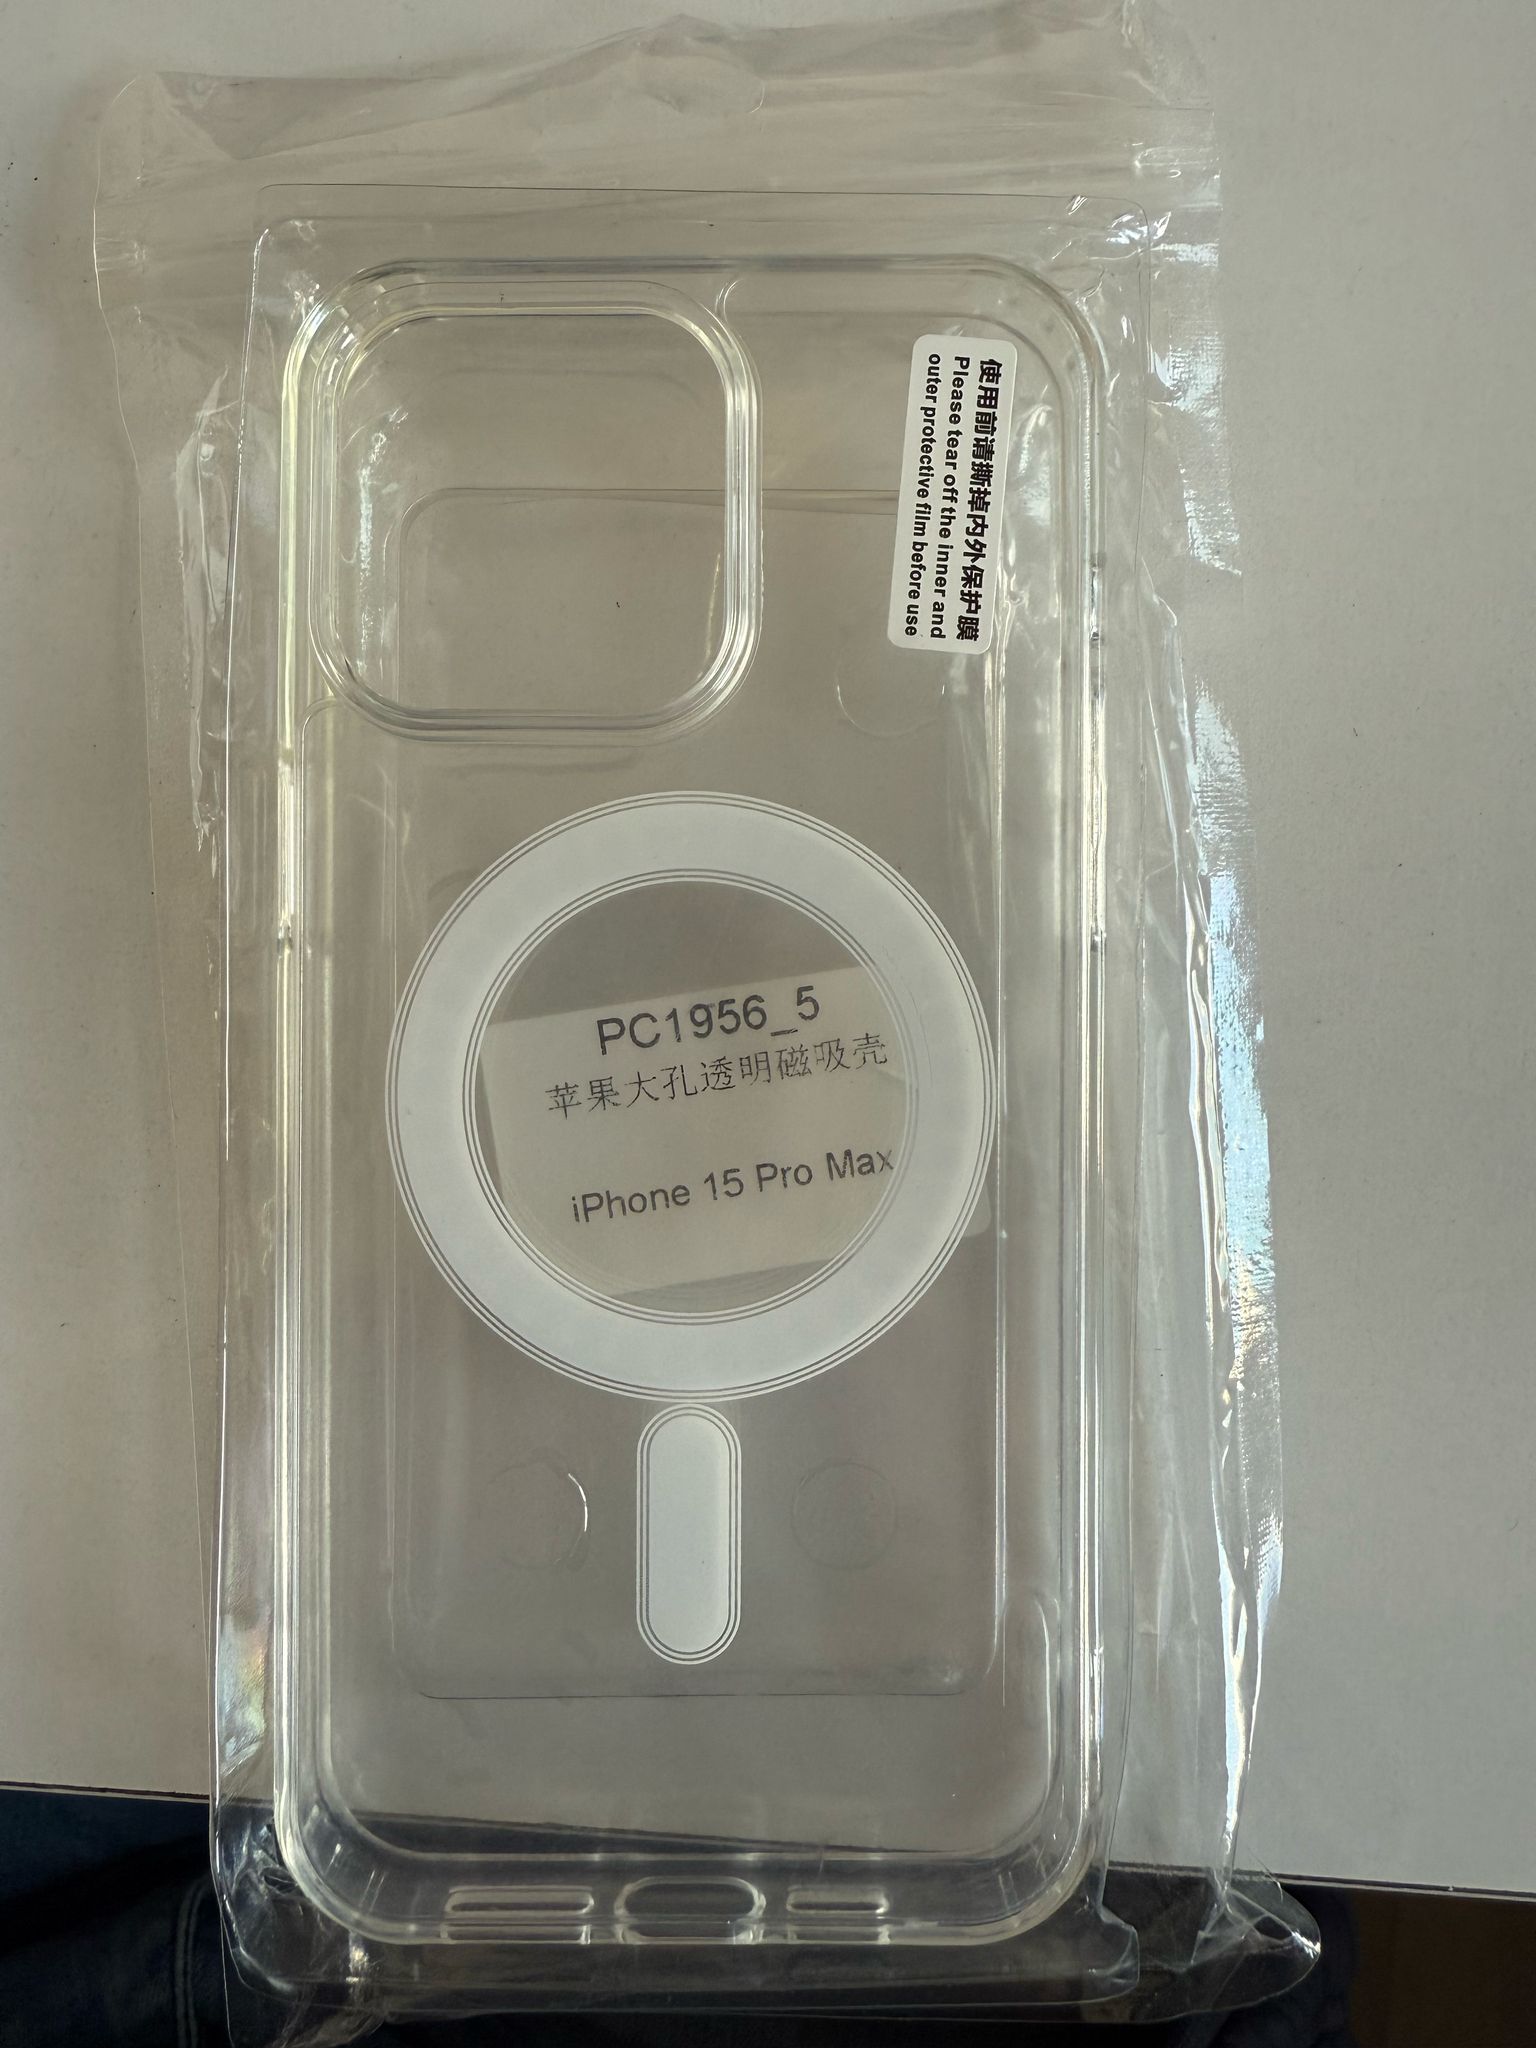 使用前请撕掉内外保护膜
Please tear off the inner and
outer protective film before use
PC1956_5
苹果大孔透明磁吸壳
iPhone 15 Pro Max